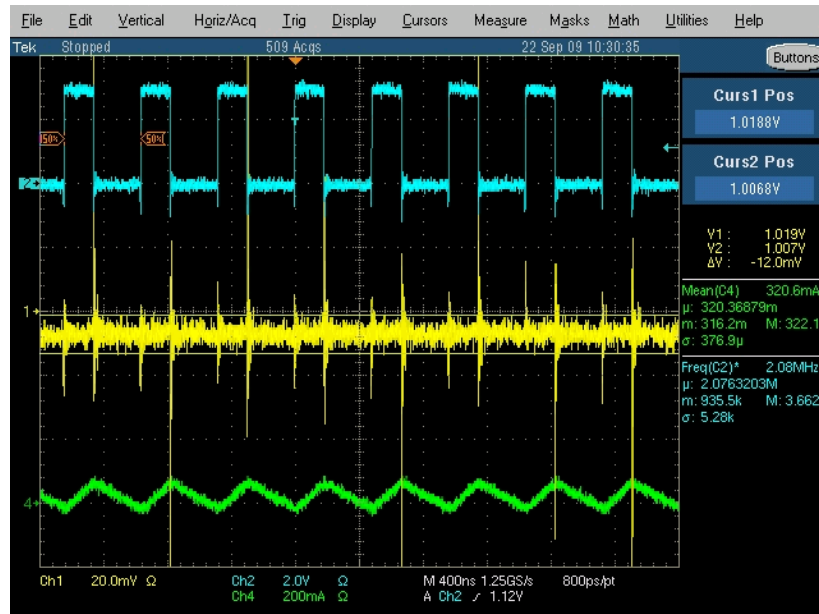 File Edit Vertical Horiz/Acq Trig Display Cursors Measure Masks Math Utilities Help
Tek Stopped 509 Acqs 22 Sep 09 10:30:35
Buttons
Curs1 Pos
1.0188V
Curs2 Pos
1.0068V
V1: 1.019V
V2: 1.007V
ΔV: -12.0mV
Mean(C4) 320.6mA
µ: 320.36879m
m: 316.2m M: 322.1
σ: 376.9µ
Freq(C2)* 2.08MHz
µ: 2.0763203M
m: 935.5k M: 3.662
σ: 5.28k
50% 50%
T
2
1
4
Ch1 20.0mV Ω Ch2 2.0V Ω M 400ns 1.25GS/s 800ps/pt
Ch4 200mA Ω A Ch2 ∕ 1.12V